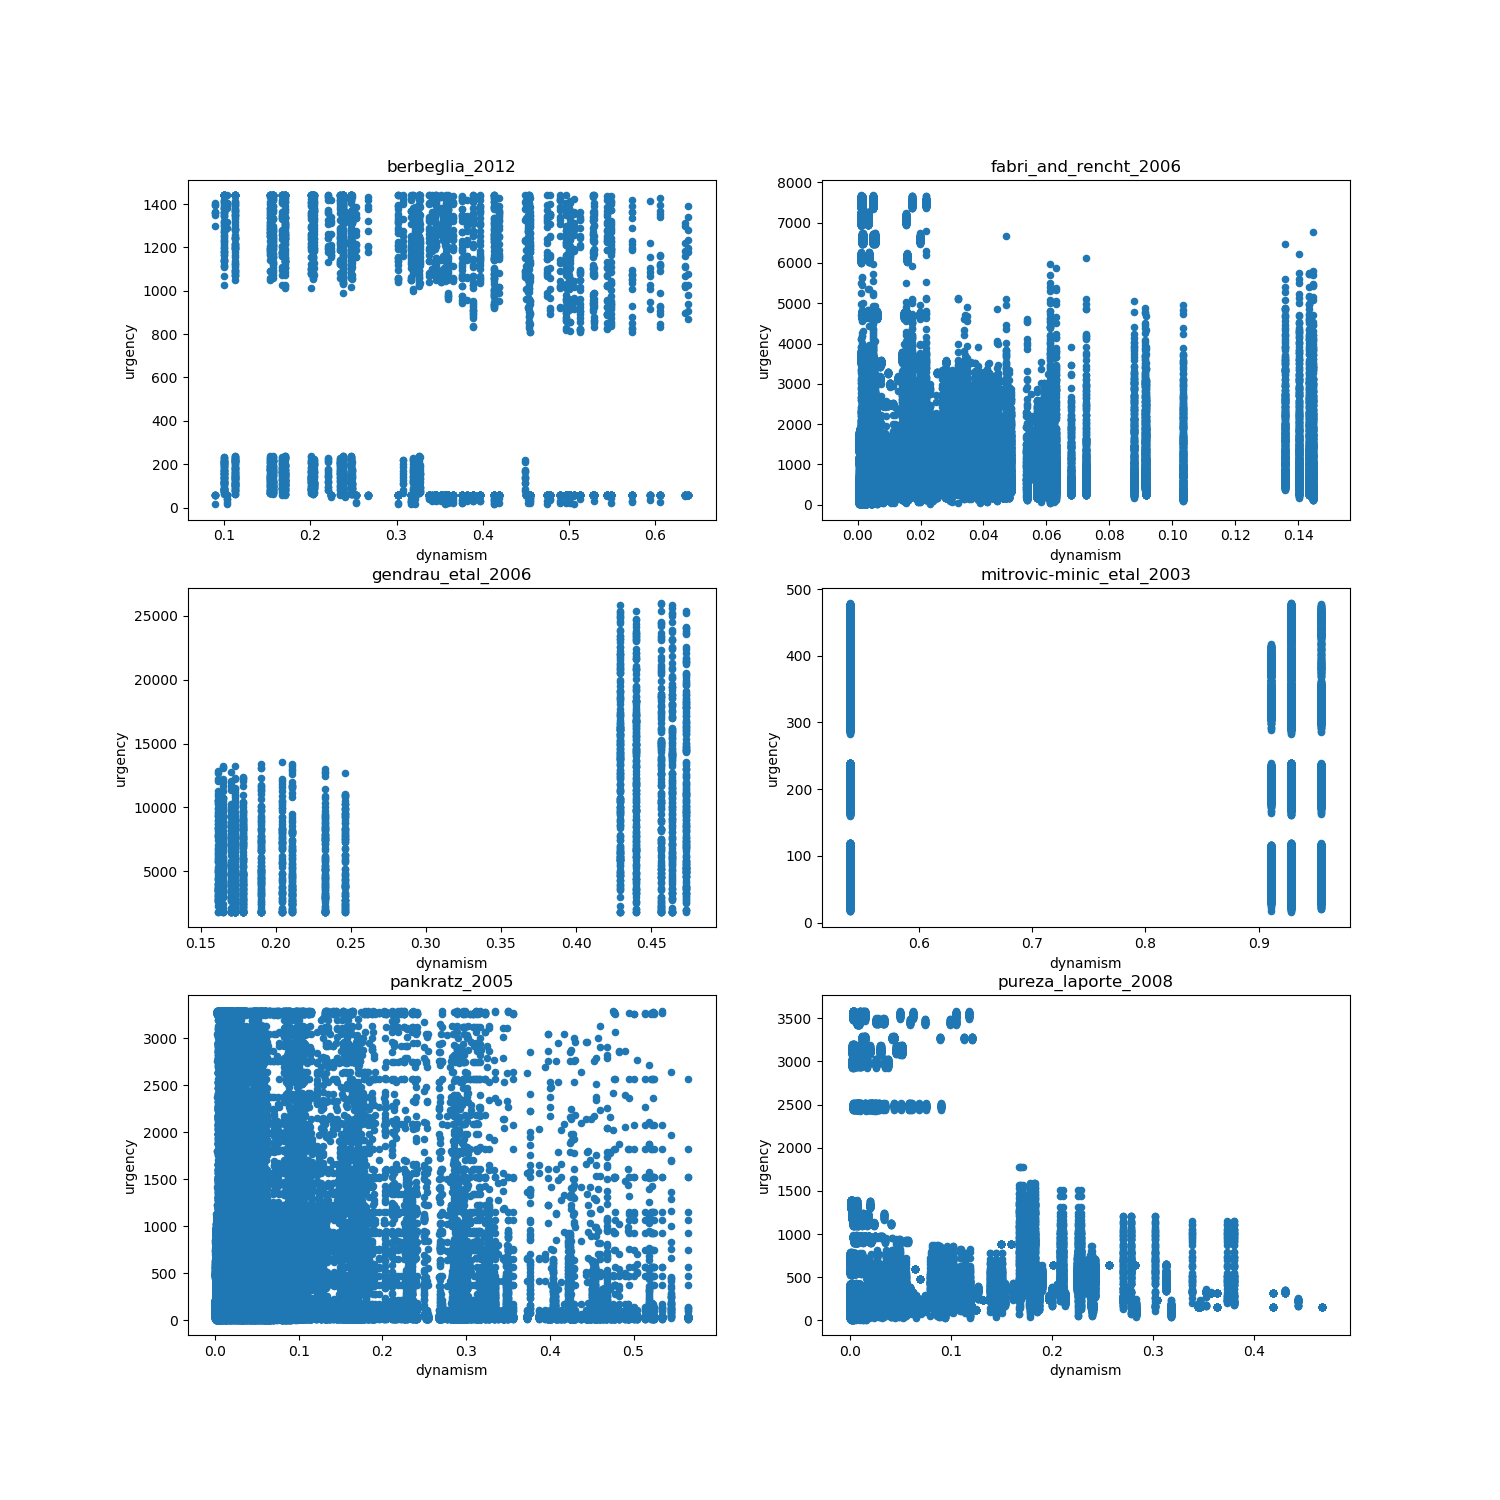 berbeglia_2012
1400
1200
1000
800
600
400
200
0
urgency
0.1 0.2 0.3 0.4 0.5 0.6
dynamism
fabri_and_rencht_2006
8000
7000
6000
5000
4000
3000
2000
1000
0
urgency
0.00 0.02 0.04 0.06 0.08 0.10 0.12 0.14
dynamism
gendrau_etal_2006
25000
20000
15000
10000
5000
urgency
0.15 0.20 0.25 0.30 0.35 0.40 0.45
dynamism
mitrovic-minic_etal_2003
500
400
300
200
100
0
urgency
0.6 0.7 0.8 0.9
dynamism
pankratz_2005
3000
2500
2000
1500
1000
500
0
urgency
0.0 0.1 0.2 0.3 0.4 0.5
dynamism
pureza_laporte_2008
3500
3000
2500
2000
1500
1000
500
0
urgency
0.0 0.1 0.2 0.3 0.4
dynamism